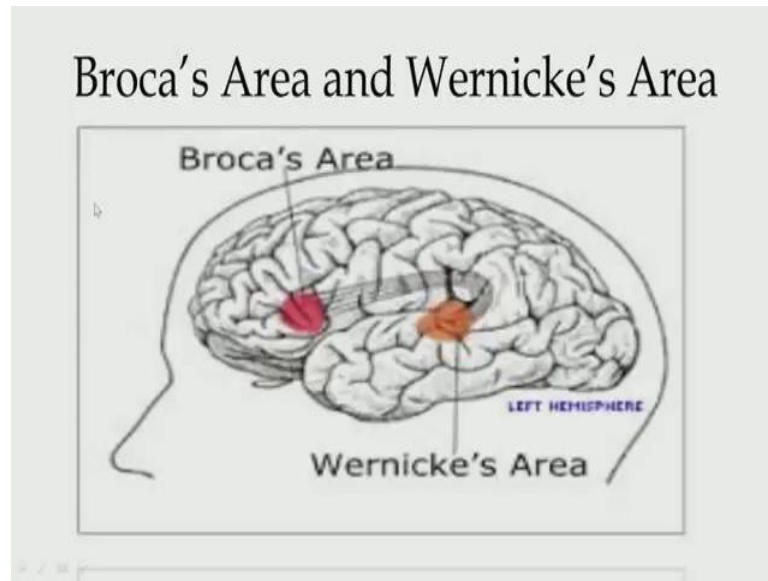 Broca's Area and Wernicke's Area
Broca's Area
LEFT HEMISPHERE
Wernicke's Area